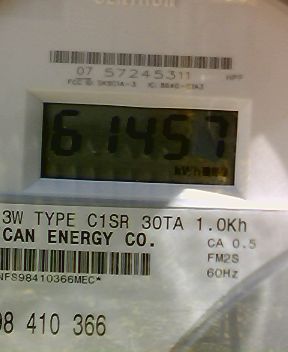 CENTRON
07 57245311
61457
kWh
3W TYPE C1SR 30TA 1.0Kh
CAN ENERGY CO.
CA 0.5
FM2S
60Hz
NFS98410366MEC*
98 410 366